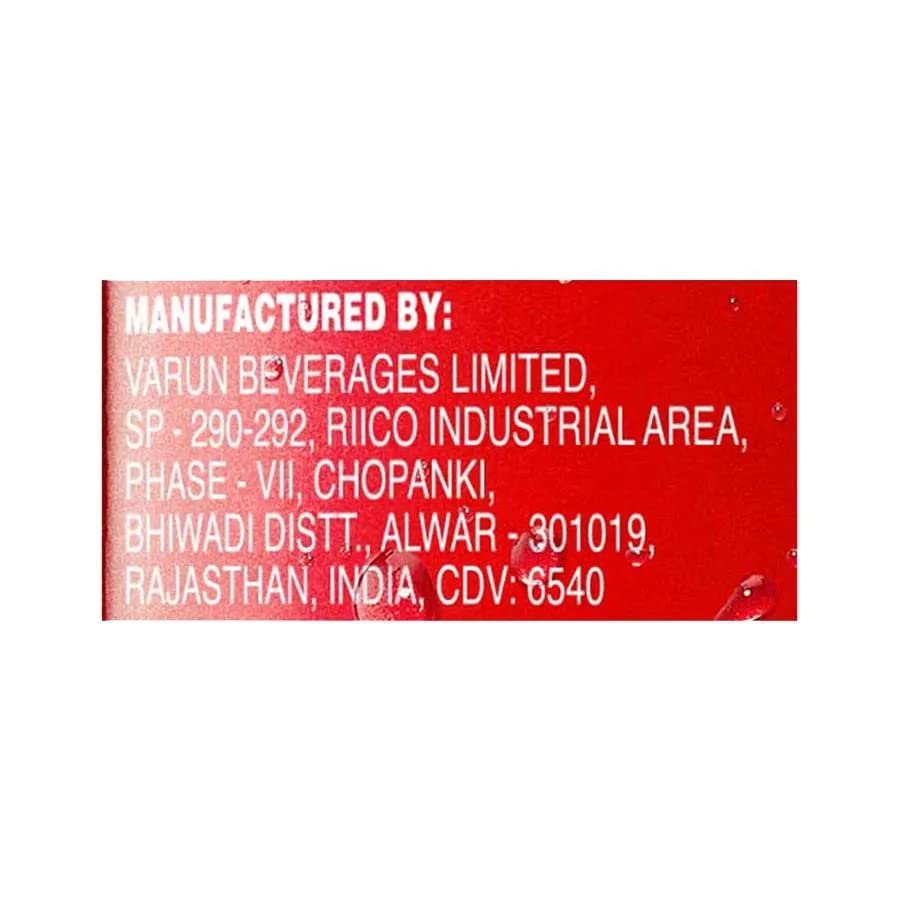 MANUFACTURED BY:
VARUN BEVERAGES LIMITED,
SP - 290-292, RIICO INDUSTRIAL AREA,
PHASE - VII, CHOPANKI,
BHIWADI DISTT., ALWAR - 301019,
RAJASTHAN, INDIA, CDV: 6540